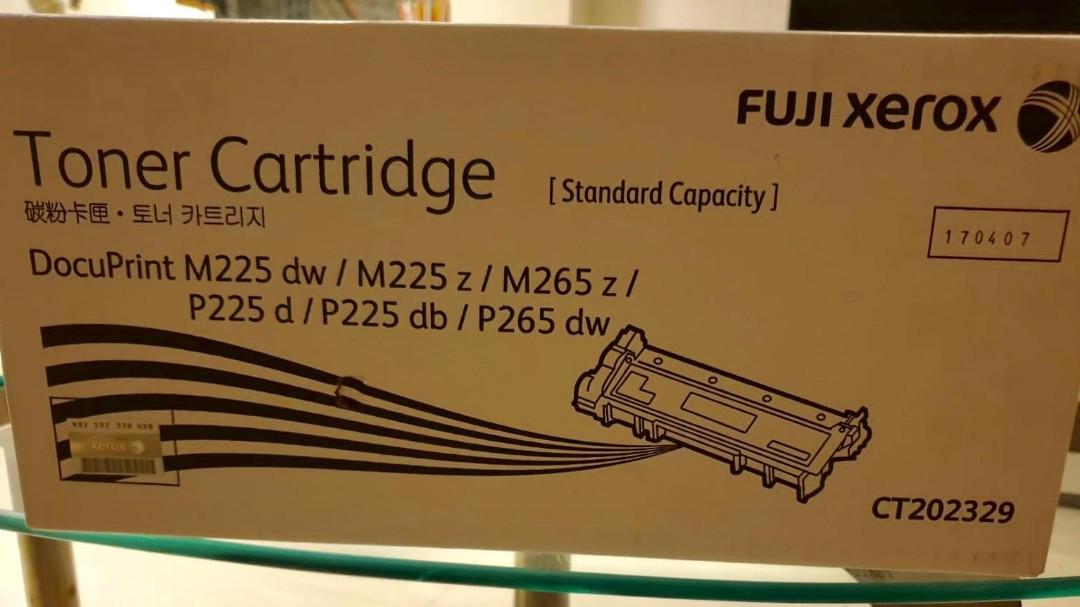 FUJI xerox
Toner Cartridge [Standard Capacity]
碳粉卡匣・토너 카트리지
170407
DocuPrint M225 dw / M225 z / M265 z /
P225 d / P225 db / P265 dw
xerox
CT202329